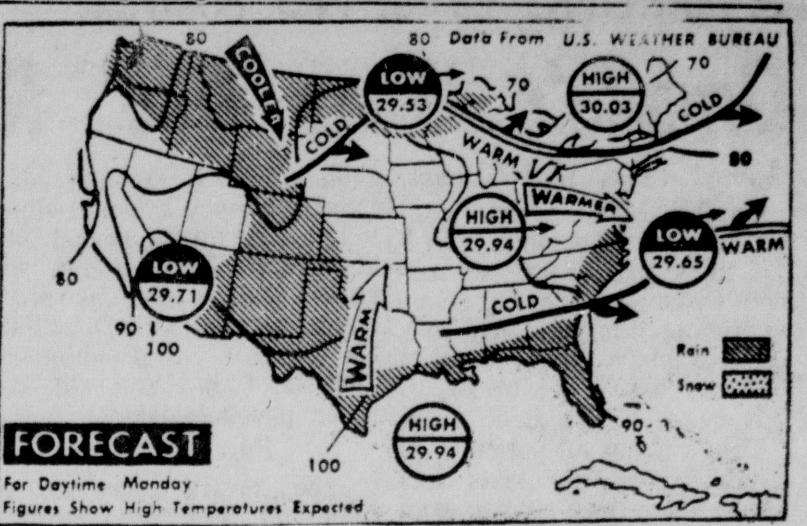 80
80
Data From U.S. WEATHER BUREAU
COOLER
LOW
29.53
70
HIGH
30.03
70
COLD
COLD
WARM
80
WARMER
HIGH
29.94
LOW
29.65
WARM
80
LOW
29.71
90
100
COLD
WARM
Rain
Snow
HIGH
29.94
90
100
FORECAST
For Daytime Monday
Figures Show High Temperatures Expected